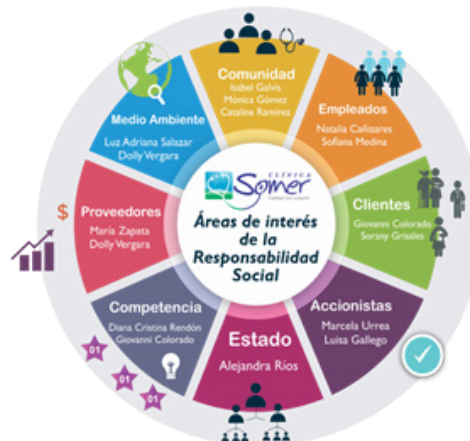 Comunidad
Isabel Galvis
Mónica Gómez
Catalina Ramírez
Empleados
Natalia Cañizares
Sofiana Medina
Clientes
Giovanni Colorado
Sorany Grisales
Accionistas
Marcela Urrea
Luisa Gallego
Estado
Alejandra Ríos
Competencia
Diana Cristina Rendón
Giovanni Colorado
Proveedores
María Zapata
Dolly Vergara
Medio Ambiente
Luz Adriana Salazar
Dolly Vergara
CLÍNICA
Somer
Áreas de interés
de la
Responsabilidad
Social
$
01
01
01